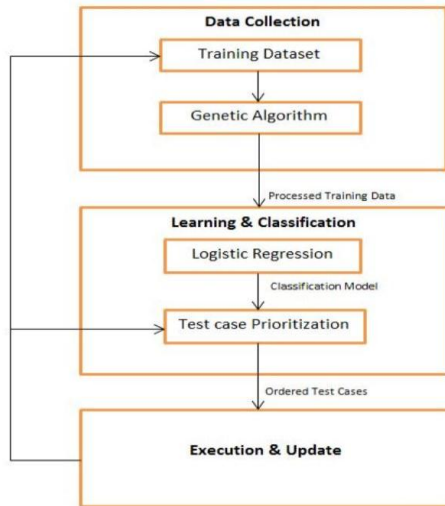 Data Collection
Training Dataset
Genetic Algorithm
Processed Training Data
Learning & Classification
Logistic Regression
Classification Model
Test case Prioritization
Ordered Test Cases
Execution & Update